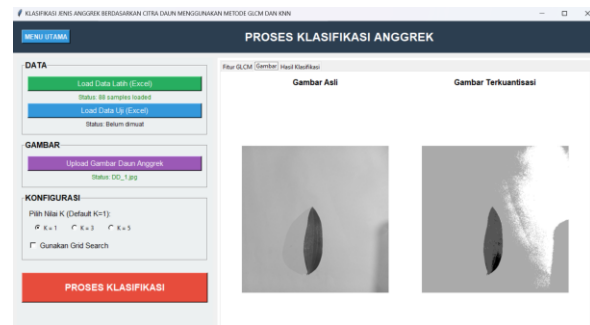 KLASIFIKASI JENIS ANGGREK BERDASARKAN CITRA DAUN MENGGUNAKAN METODE GLCM DAN KNN
MENU UTAMA
PROSES KLASIFIKASI ANGGREK
DATA
Load Data Latih (Excel)
Status: 88 samples loaded
Load Data Uji (Excel)
Status: Belum dimuat
GAMBAR
Upload Gambar Daun Anggrek
Status: DD_1.jpg
KONFIGURASI
Pilih Nilai K (Default K=1):
K = 1 K = 3 K = 5
Gunakan Grid Search
PROSES KLASIFIKASI
Fitur GLCM Gambar Hasil Klasifikasi
Gambar Asli Gambar Terkuantisasi